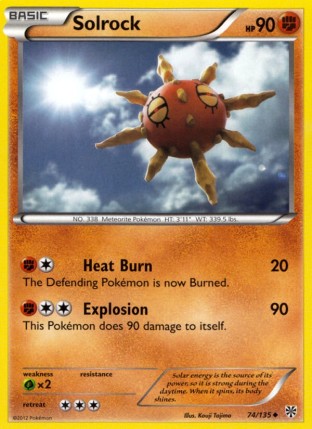 BASIC
Solrock HP90
NO. 338 Meteorite Pokémon HT: 3'11" WT: 339.5 lbs.
Heat Burn 20
The Defending Pokémon is now Burned.
Explosion 90
This Pokémon does 90 damage to itself.
weakness resistance
×2
retreat
Solar energy is the source of its
power, so it is strong during the
daytime. When it spins, its body
shines.
©2012 Pokémon
Illus. Kouji Tajima 74/135